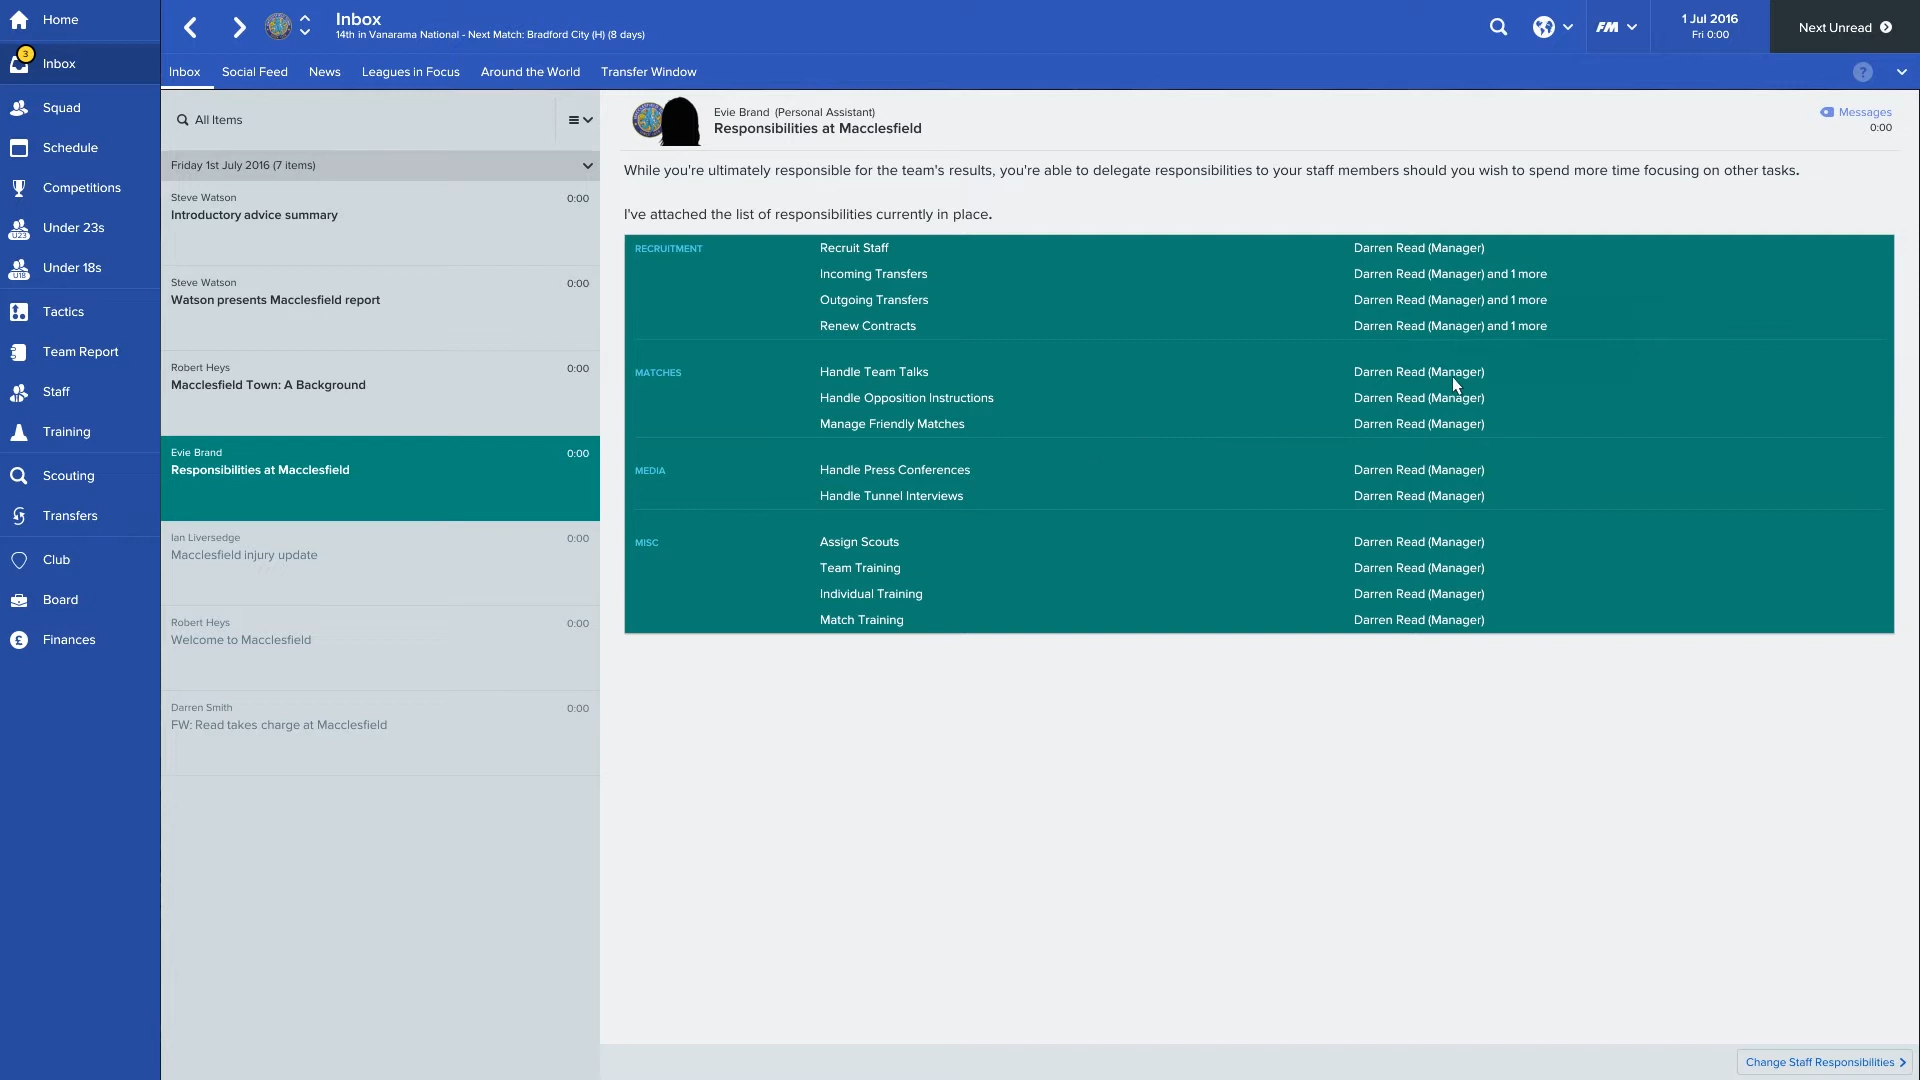 Home
3
Inbox
Squad
Schedule
Competitions
U23
Under 23s
U18
Under 18s
Tactics
Team Report
Staff
Training
Scouting
Transfers
Club
Board
£
Finances
Inbox
14th in Vanarama National - Next Match: Bradford City (H) (8 days)
FM
1 Jul 2016
Fri 0:00
Next Unread
Inbox Social Feed News Leagues in Focus Around the World Transfer Window
?
All Items
Friday 1st July 2016 (7 items)
Steve Watson 0:00
Introductory advice summary
Steve Watson 0:00
Watson presents Macclesfield report
Robert Heys 0:00
Macclesfield Town: A Background
Evie Brand 0:00
Responsibilities at Macclesfield
Ian Liversedge 0:00
Macclesfield injury update
Robert Heys 0:00
Welcome to Macclesfield
Darren Smith 0:00
FW: Read takes charge at Macclesfield
Evie Brand (Personal Assistant)
Responsibilities at Macclesfield
Messages
0:00
While you're ultimately responsible for the team's results, you're able to delegate responsibilities to your staff members should you wish to spend more time focusing on other tasks.
I've attached the list of responsibilities currently in place.
RECRUITMENT Recruit Staff Darren Read (Manager)
Incoming Transfers Darren Read (Manager) and 1 more
Outgoing Transfers Darren Read (Manager) and 1 more
Renew Contracts Darren Read (Manager) and 1 more
MATCHES Handle Team Talks Darren Read (Manager)
Handle Opposition Instructions Darren Read (Manager)
Manage Friendly Matches Darren Read (Manager)
MEDIA Handle Press Conferences Darren Read (Manager)
Handle Tunnel Interviews Darren Read (Manager)
MISC Assign Scouts Darren Read (Manager)
Team Training Darren Read (Manager)
Individual Training Darren Read (Manager)
Match Training Darren Read (Manager)
Change Staff Responsibilities